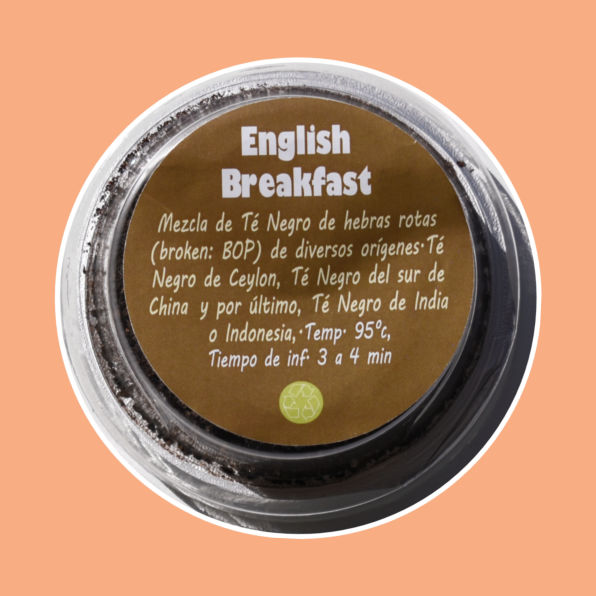 English
Breakfast
Mezcla de Té Negro de hebras rotas
(broken: BOP) de diversos orígenes·Té
Negro de Ceylon, Té Negro del sur de
China y por último, Té Negro de India
o Indonesia,·Temp· 95ºc,
Tiempo de inf· 3 a 4 min